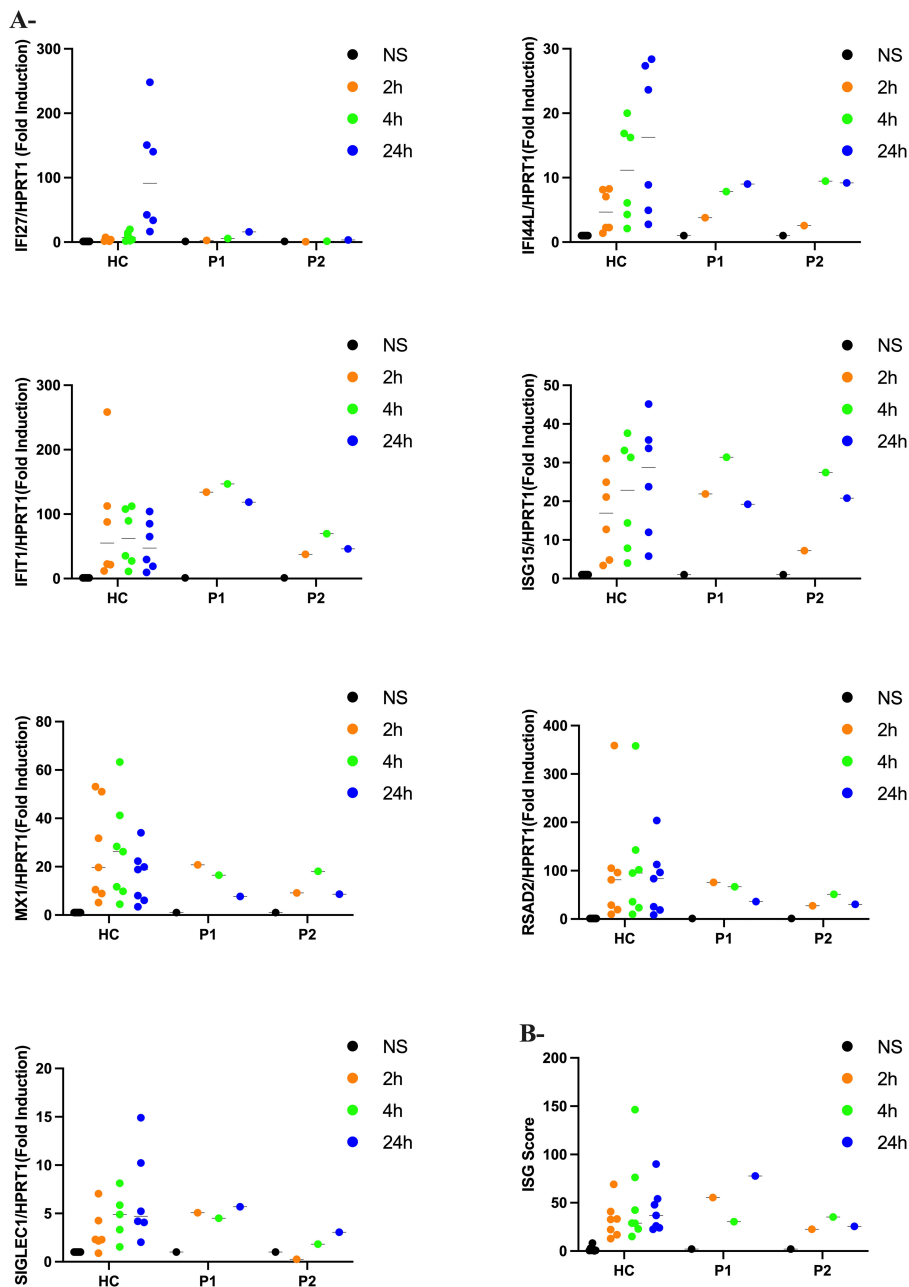 A-
IFI27/HPRT1 (Fold Induction)
300
200
100
0
HC
P1
P2
NS
2h
4h
24h
IFI44L/HPRT1(Fold Induction)
30
20
10
0
HC
P1
P2
NS
2h
4h
24h
IFIT1/HPRT1(Fold Induction)
300
200
100
0
HC
P1
P2
NS
2h
4h
24h
ISG15/HPRT1(Fold Induction)
50
40
30
20
10
0
HC
P1
P2
NS
2h
4h
24h
MX1/HPRT1(Fold Induction)
80
60
40
20
0
HC
P1
P2
NS
2h
4h
24h
RSAD2/HPRT1(Fold Induction)
400
300
200
100
0
HC
P1
P2
NS
2h
4h
24h
SIGLEC1/HPRT1(Fold Induction)
20
15
10
5
0
HC
P1
P2
NS
2h
4h
24h
B-
ISG Score
200
150
100
50
0
HC
P1
P2
NS
2h
4h
24h